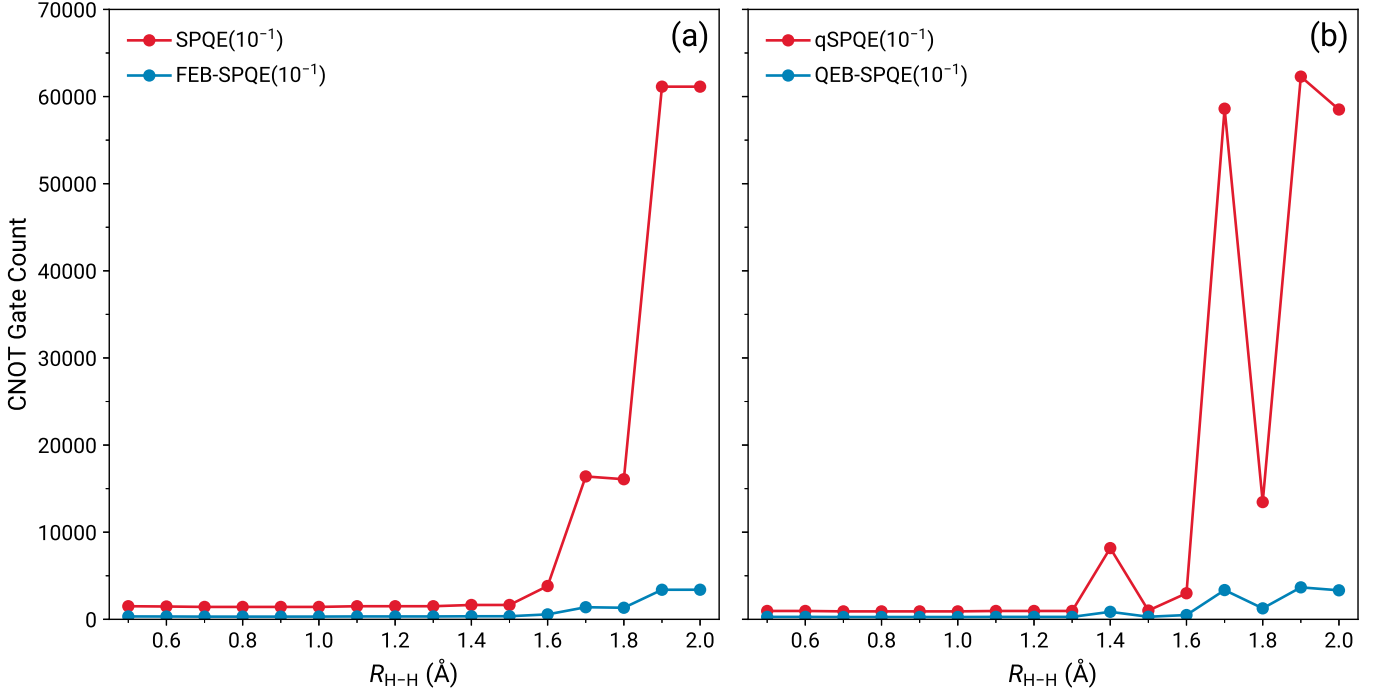 (a)
SPQE(10⁻¹)
FEB-SPQE(10⁻¹)
CNOT Gate Count
70000
60000
50000
40000
30000
20000
10000
0
0.6 0.8 1.0 1.2 1.4 1.6 1.8 2.0
R_H−H (Å)
(b)
qSPQE(10⁻¹)
QEB-SPQE(10⁻¹)
0.6 0.8 1.0 1.2 1.4 1.6 1.8 2.0
R_H−H (Å)